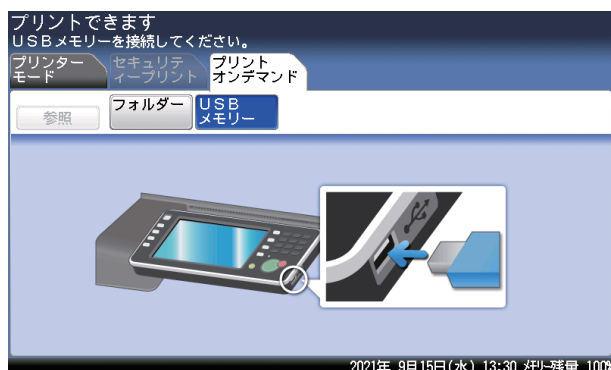 プリントできます
USBメモリーを接続してください。
プリンター
モード
セキュリテ
ィープリント
プリント
オンデマンド
参照
フォルダー
USB
メモリー
2021年 9月15日(水) 13:30 メモリー残量 100%